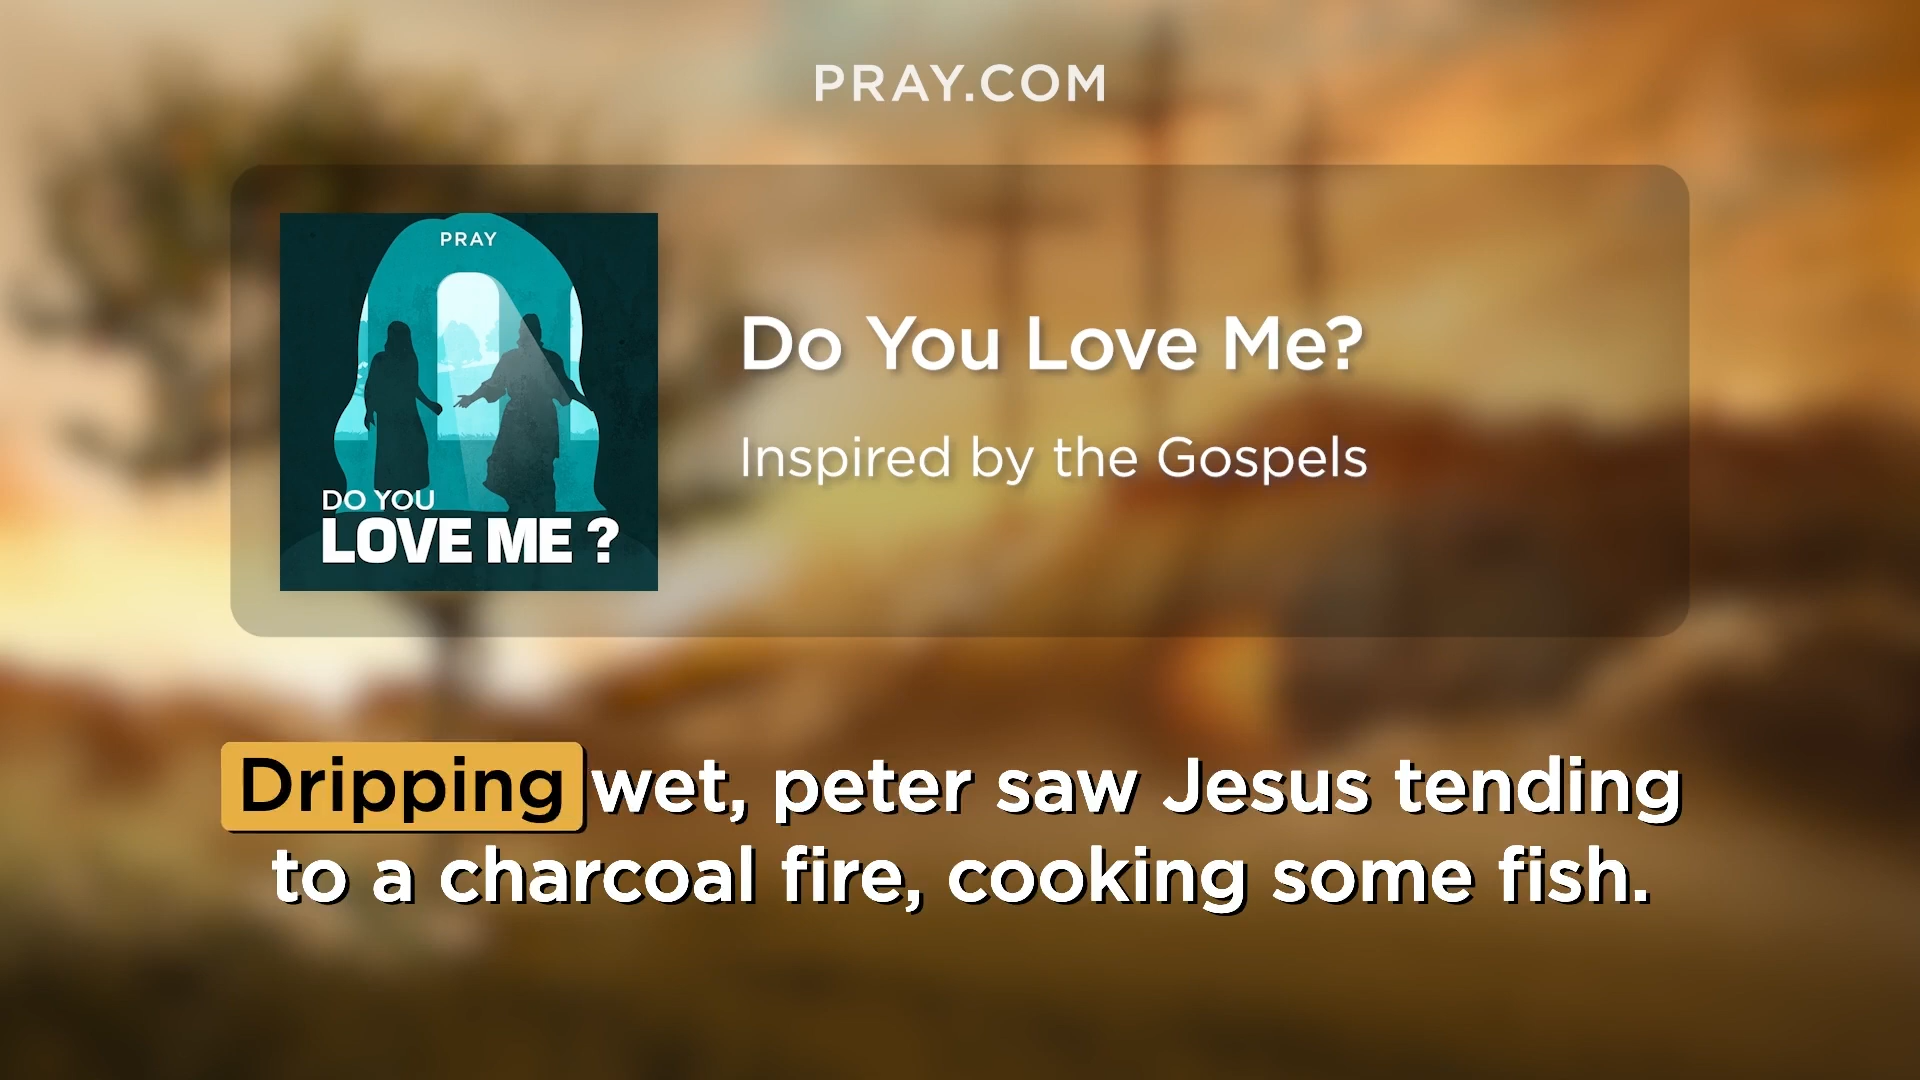 PRAY.COM
PRAY
DO YOU
LOVE ME ?
Do You Love Me?
Inspired by the Gospels
Dripping wet, peter saw Jesus tending
to a charcoal fire, cooking some fish.